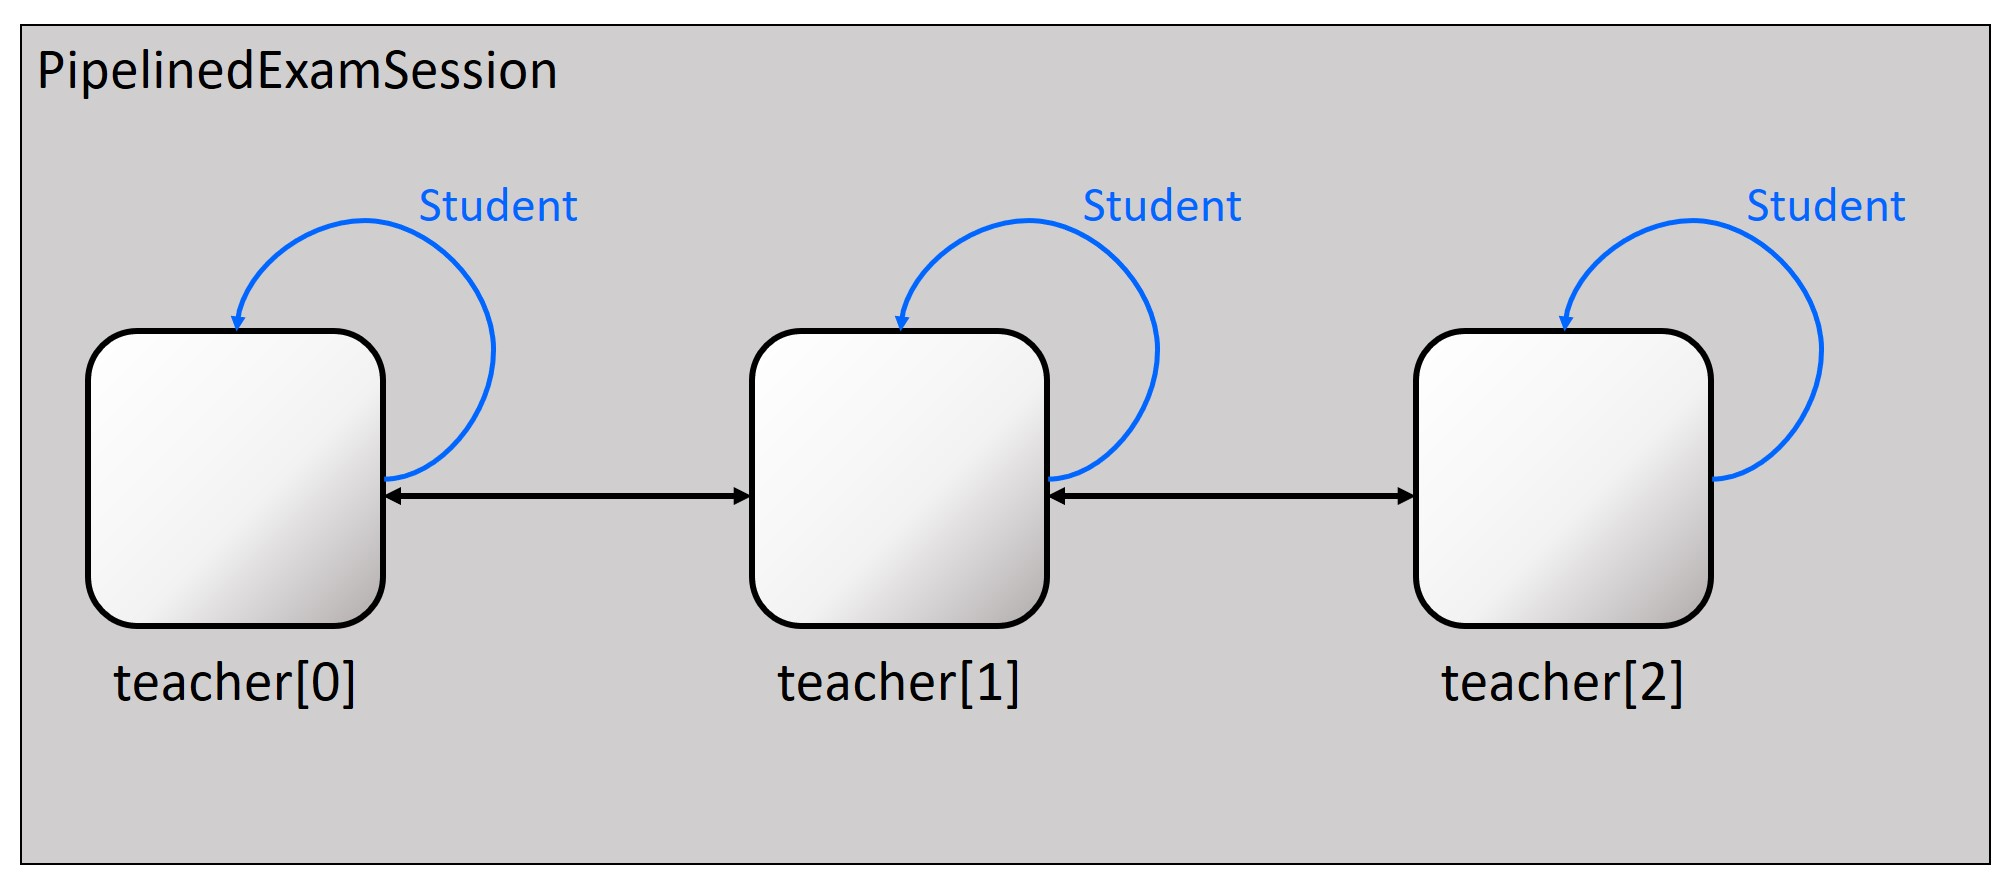 PipelinedExamSession
Student
Student
Student
teacher[0]
teacher[1]
teacher[2]